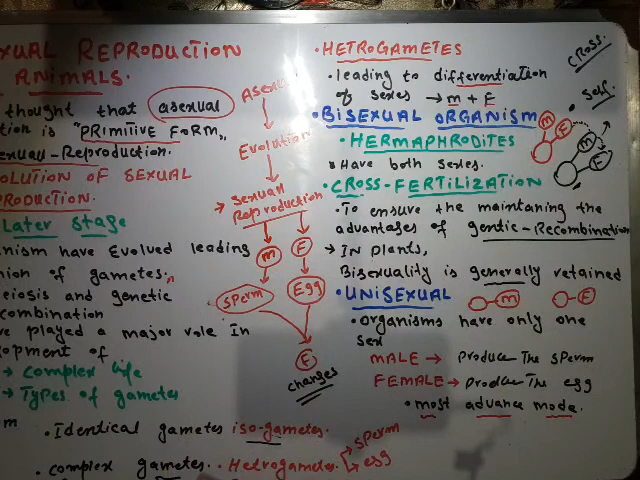 XUAL REPRODUCTION
ANIMALS.
thought that asexual
tion is "PRIMITIVE FORM"
exual-Reproduction.
OLUTION OF SEXUAL
RODUCTION.
Later Stage
anism have Evolved leading
nion of gametes.
eiosis and genetic
combination
ve played a major role In
lopment of
→ Complex life
→ Types of gametes
m
• Identical gametes iso-gametes.
• Complex gametes.. Hetrogametes.
sperm
egg
Asexual
Evolution
→ Sexual
Reproduction
M F
sperm Egg
changes
• HETROGAMETES
• leading to differentiation
of sexes → M + F
• BISEXUAL ORGANISM
• HERMAPHRODITES
• Have both sexes.
• CROSS-FERTILIZATION
• To ensure the maintaning the
advantages of gentic-Recombination
→ In plants,
Bisexuality is generally retained
• UNISEXUAL
M F
• Organisms have only one
sex
MALE → Produce The sperm
FEMALE → Produce The egg
• most advance mode.
CROSS.
• Self.
M F
M
F